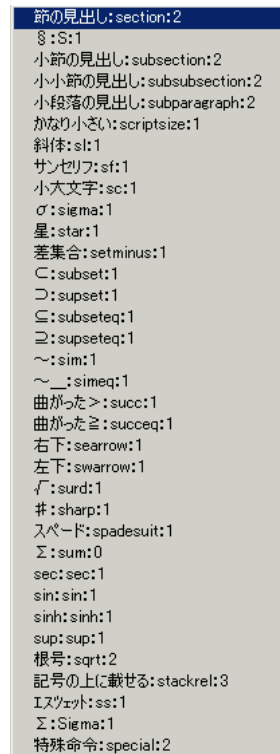 節の見出し:section:2
§:S:1
小節の見出し:subsection:2
小小節の見出し:subsubsection:2
小段落の見出し:subparagraph:2
かなり小さい:scriptsize:1
斜体:sl:1
サンセリフ:sf:1
小大文字:sc:1
σ:sigma:1
星:star:1
差集合:setminus:1
⊂:subset:1
⊃:supset:1
⊆:subseteq:1
⊇:supseteq:1
～:sim:1
～__:simeq:1
曲がった＞:succ:1
曲がった≧:succeq:1
右下:searrow:1
左下:swarrow:1
√:surd:1
＃:sharp:1
スペード:spadesuit:1
Σ:sum:0
sec:sec:1
sin:sin:1
sinh:sinh:1
sup:sup:1
根号:sqrt:2
記号の上に載せる:stackrel:3
エスツェット:ss:1
Σ:Sigma:1
特殊命令:special:2